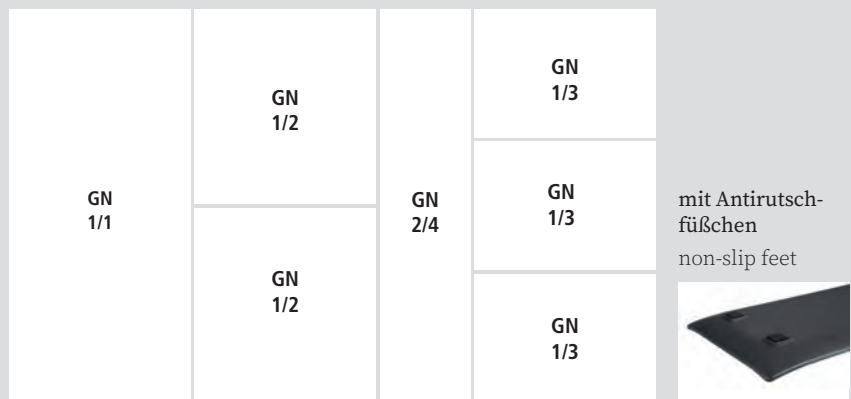 GN
1/1
GN
1/2
GN
1/2
GN
2/4
GN
1/3
GN
1/3
GN
1/3
mit Antirutsch-
füßchen
non-slip feet